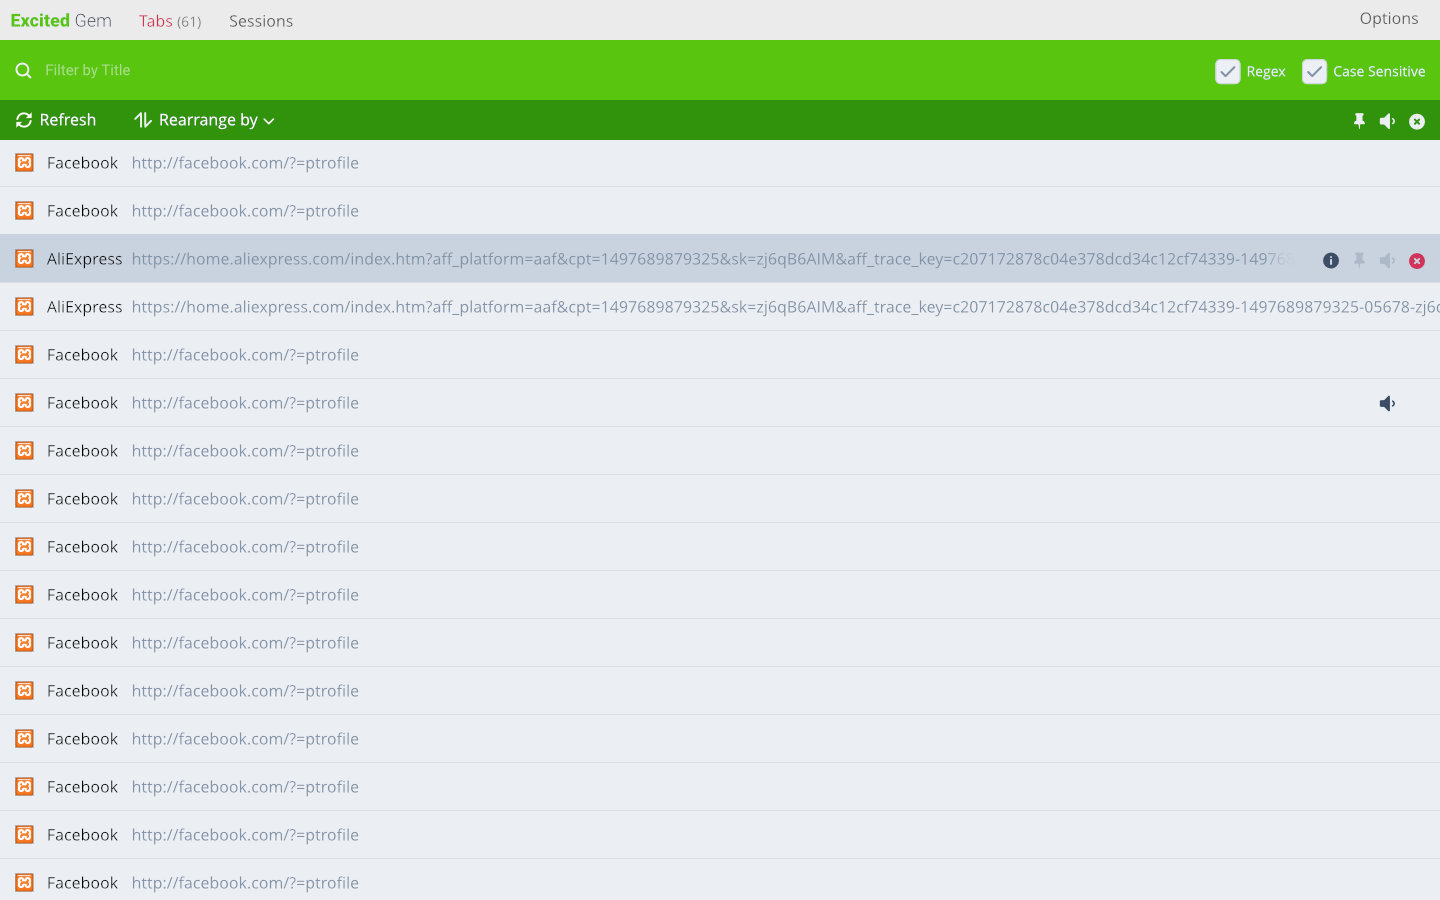 Excited Gem Tabs (61) Sessions Options
Filter by Title Regex Case Sensitive
Refresh Rearrange by
Facebook http://facebook.com/?=ptrofile
Facebook http://facebook.com/?=ptrofile
AliExpress https://home.aliexpress.com/index.htm?aff_platform=aaf&cpt=1497689879325&sk=zj6qB6AIM&aff_trace_key=c207172878c04e378dcd34c12cf74339-14976
AliExpress https://home.aliexpress.com/index.htm?aff_platform=aaf&cpt=1497689879325&sk=zj6qB6AIM&aff_trace_key=c207172878c04e378dcd34c12cf74339-1497689879325-05678-zj6
Facebook http://facebook.com/?=ptrofile
Facebook http://facebook.com/?=ptrofile
Facebook http://facebook.com/?=ptrofile
Facebook http://facebook.com/?=ptrofile
Facebook http://facebook.com/?=ptrofile
Facebook http://facebook.com/?=ptrofile
Facebook http://facebook.com/?=ptrofile
Facebook http://facebook.com/?=ptrofile
Facebook http://facebook.com/?=ptrofile
Facebook http://facebook.com/?=ptrofile
Facebook http://facebook.com/?=ptrofile
Facebook http://facebook.com/?=ptrofile